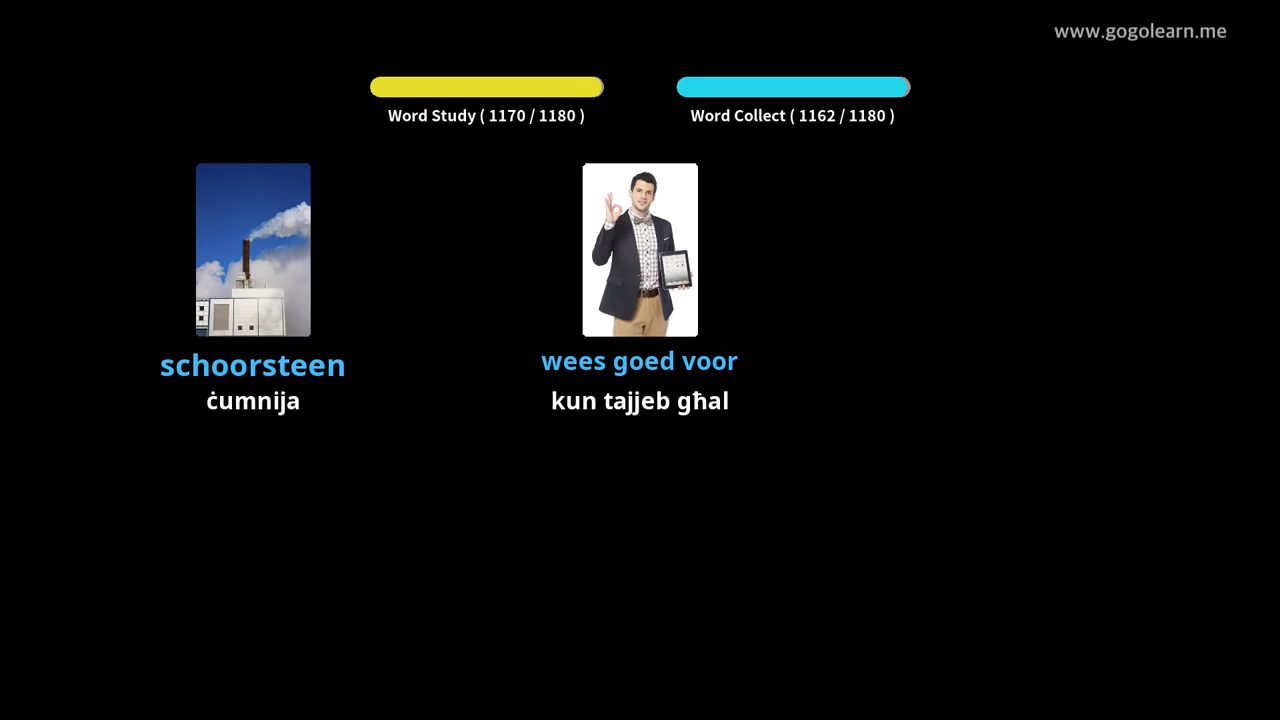 www.gogolearn.me
Word Study ( 1170 / 1180 )
Word Collect ( 1162 / 1180 )
schoorsteen
ċumnija
wees goed voor
kun tajjeb għal